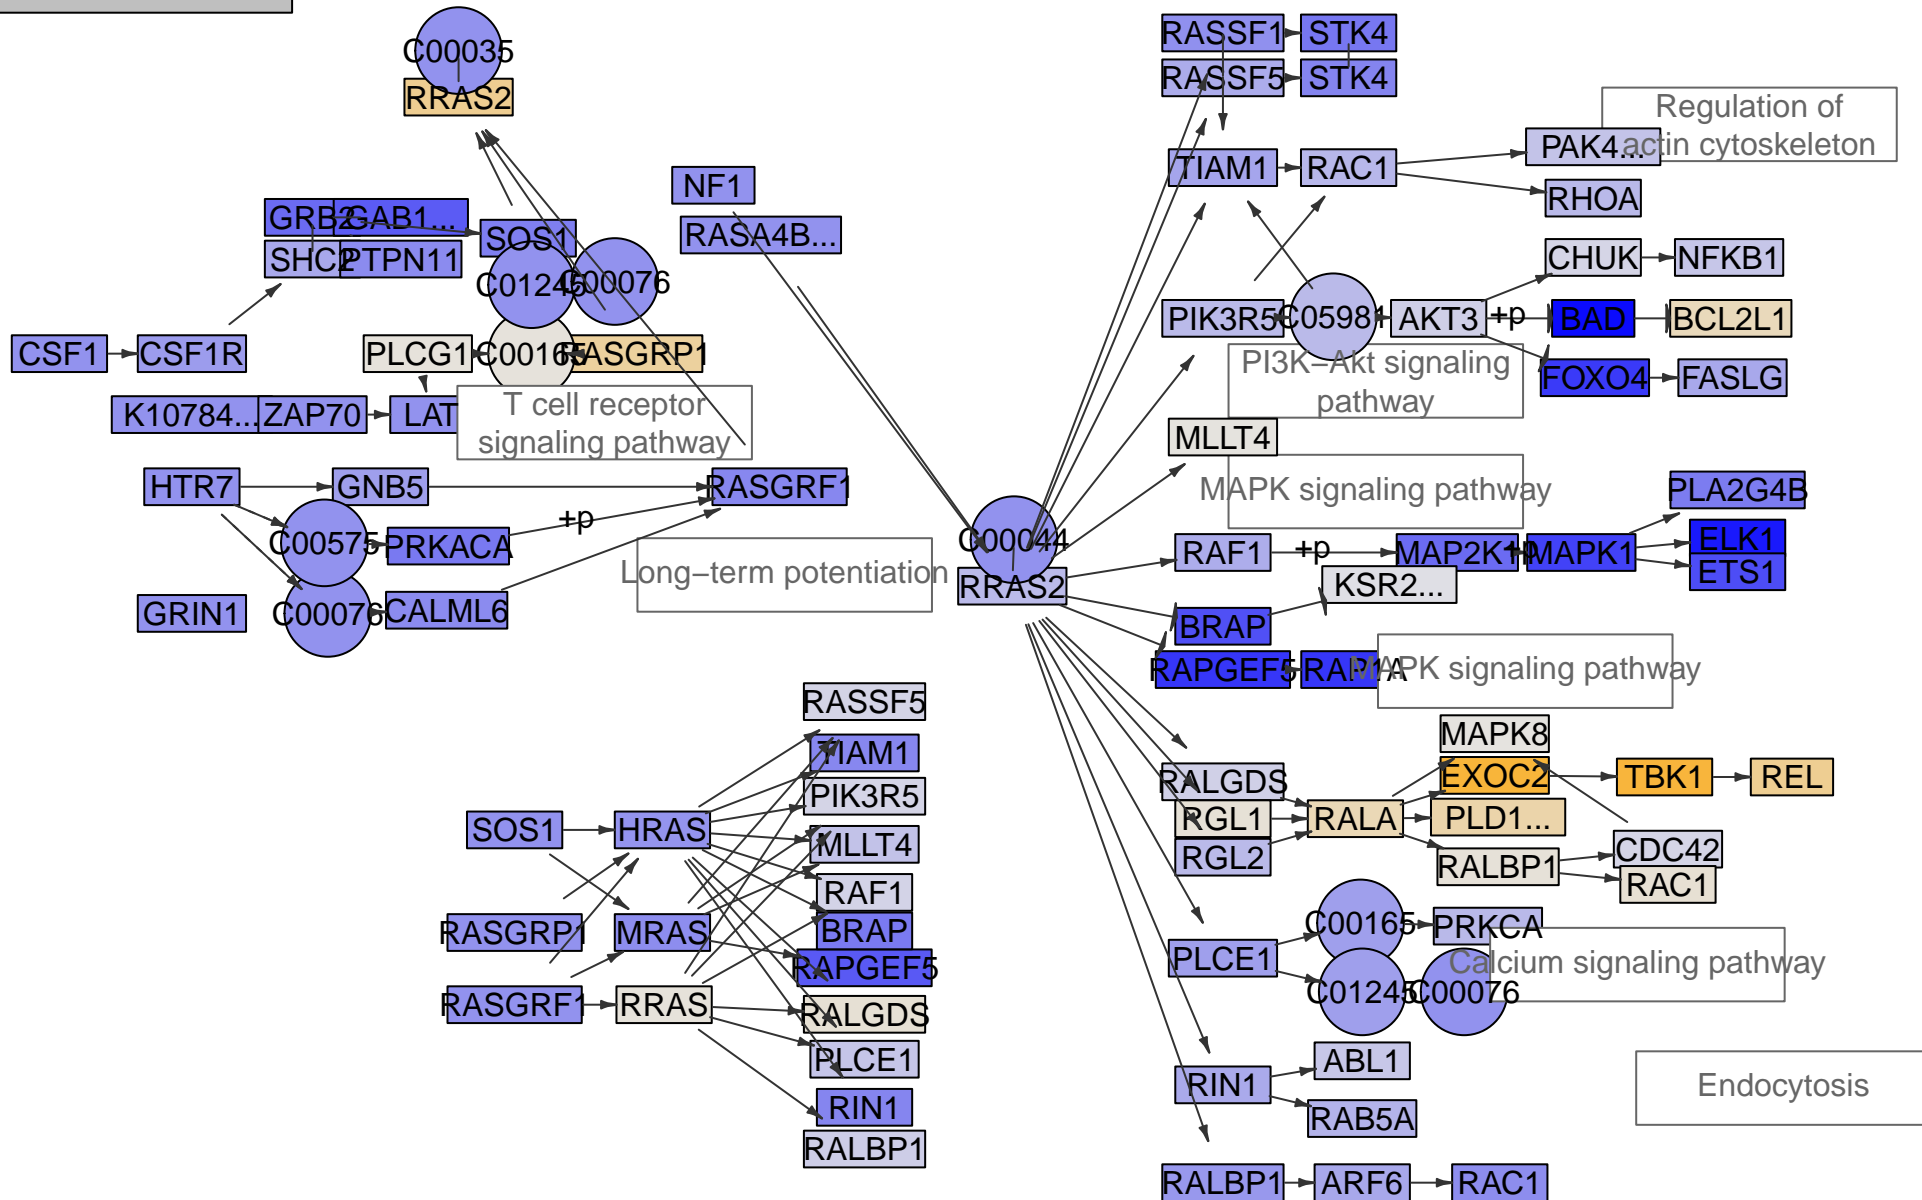 C00035
RRAS2
NF1
RASA4B...
GRB2
GAB1...
SOS1
SHC2
PTPN11
C01245
C00076
CSF1
CSF1R
PLCG1
C00165
RASGRP1
K10784...
ZAP70
LAT
T cell receptor
signaling pathway
HTR7
GNB5
RASGRF1
C00575
PRKACA
+p
C00076
CALML6
GRIN1
Long−term potentiation
C00044
RRAS2
RASSF1
STK4
RASSF5
STK4
Regulation of
actin cytoskeleton
TIAM1
RAC1
PAK4...
RHOA
CHUK
NFKB1
PIK3R5
C05981
AKT3
+p
BAD
BCL2L1
PI3K−Akt signaling
pathway
FOXO4
FASLG
MLLT4
MAPK signaling pathway
PLA2G4B
RAF1
+p
MAP2K1
+p
MAPK1
ELK1
ETS1
KSR2...
BRAP
RAPGEF5
RAP1A
MAPK signaling pathway
MAPK8
RALGDS
EXOC2
TBK1
REL
RGL1
RALA
PLD1...
RGL2
RALBP1
CDC42
RAC1
C00165
PRKCA
PLCE1
Calcium signaling pathway
C01245
C00076
ABL1
RIN1
RAB5A
Endocytosis
RALBP1
ARF6
RAC1
RASSF5
TIAM1
PIK3R5
SOS1
HRAS
MLLT4
RAF1
RASGRP1
MRAS
BRAP
RAPGEF5
RASGRF1
RRAS
RALGDS
PLCE1
RIN1
RALBP1